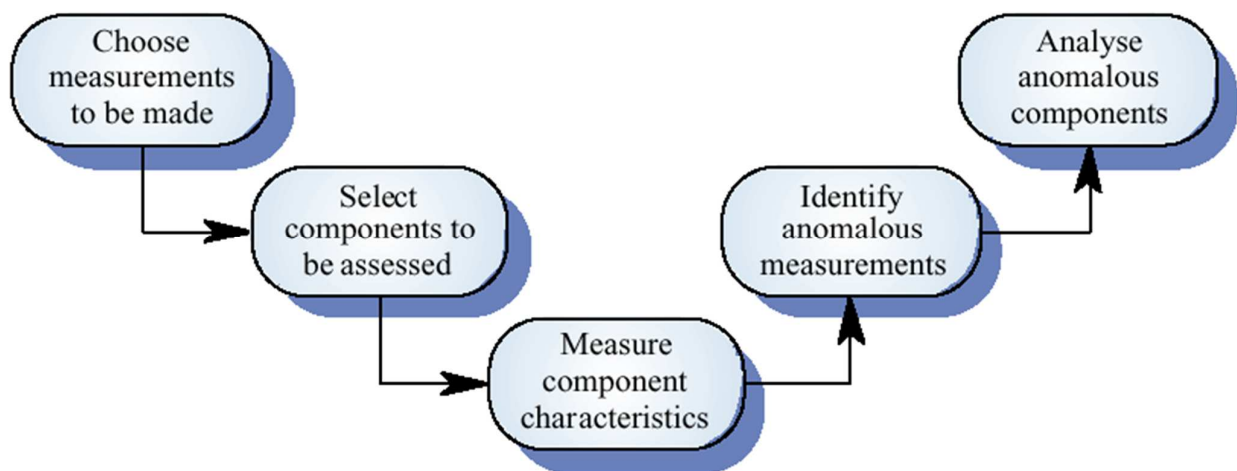 Choose
measurements
to be made
Select
components to
be assessed
Measure
component
characteristics
Identify
anomalous
measurements
Analyse
anomalous
components